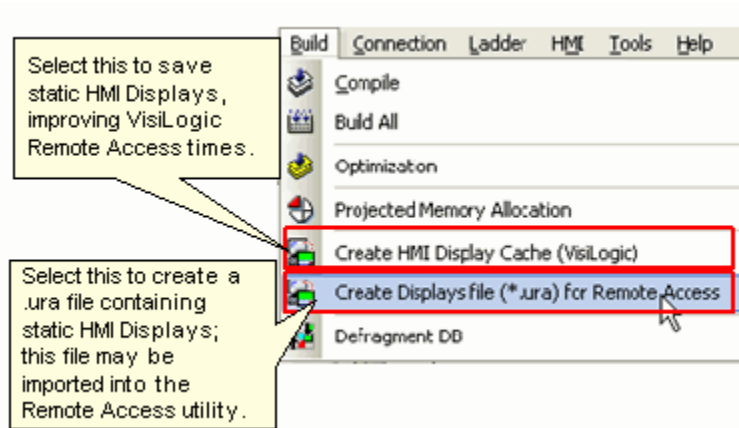 Build Connection Ladder HMI Tools Help
Select this to save
static HMI Displays,
improving VisiLogic
Remote Access times.
Compile
Build All
Optimization
Projected Memory Allocation
Create HMI Display Cache (VisiLogic)
Select this to create a
.ura file containing
static HMI Displays;
this file may be
imported into the
Remote Access utility.
Create Displays file (*.ura) for Remote Access
Defragment DB